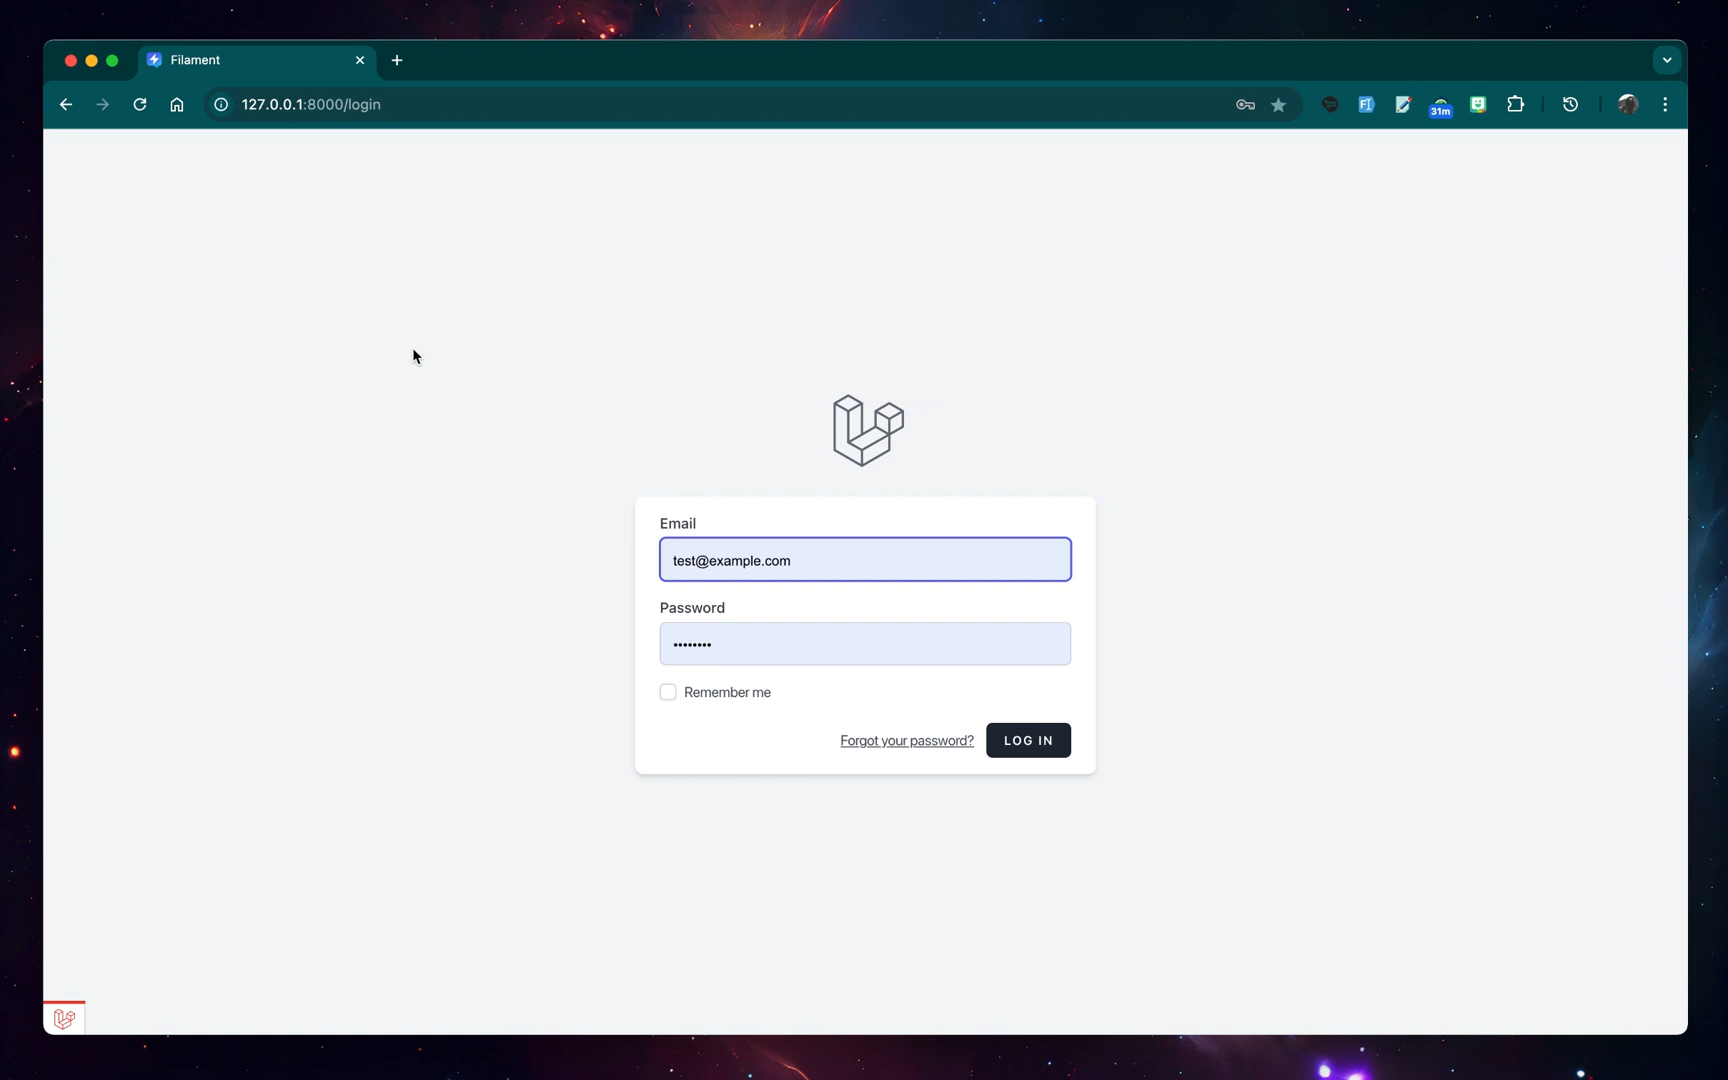 Filament
127.0.0.1:8000/login
31m
Email
test@example.com
Password
••••••••
Remember me
Forgot your password?
LOG IN